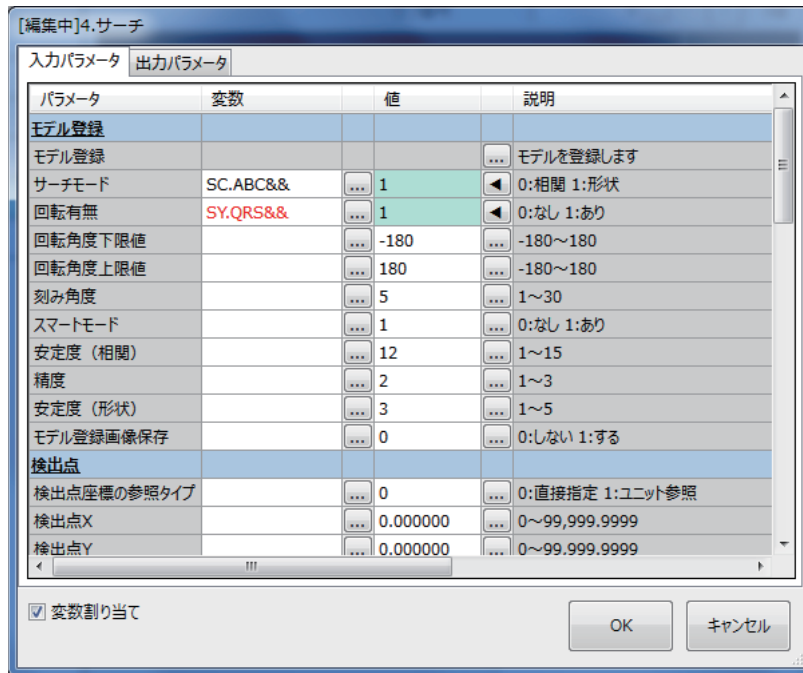 [編集中]4.サーチ
入力パラメータ 出力パラメータ
パラメータ 変数 値 説明
モデル登録
モデル登録 ... モデルを登録します
サーチモード SC.ABC&& ... 1 ◀ 0:相関 1:形状
回転有無 SY.QRS&& ... 1 ◀ 0:なし 1:あり
回転角度下限値 ... -180 ... -180～180
回転角度上限値 ... 180 ... -180～180
刻み角度 ... 5 ... 1～30
スマートモード ... 1 ... 0:なし 1:あり
安定度（相関） ... 12 ... 1～15
精度 ... 2 ... 1～3
安定度（形状） ... 3 ... 1～5
モデル登録画像保存 ... 0 ... 0:しない 1:する
検出点
検出点座標の参照タイプ ... 0 ... 0:直接指定 1:ユニット参照
検出点X ... 0.000000 ... 0～99,999.9999
検出点Y ... 0.000000 ... 0～99,999.9999
変数割り当て
OK キャンセル